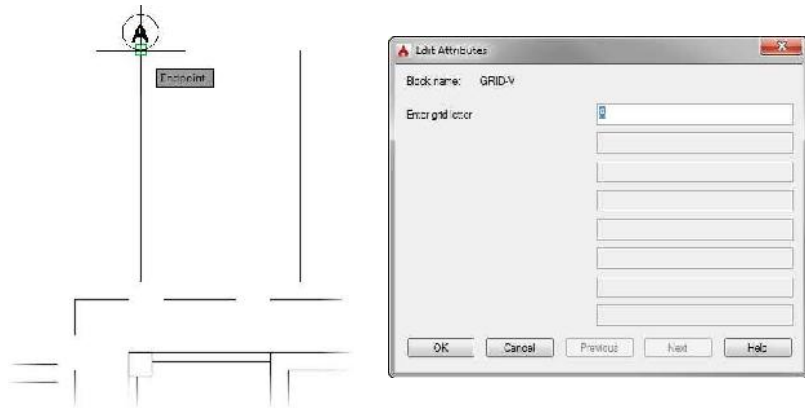 A
Endpoint
Edit Attributes
Block name: GRID-V
Enter grid letter
OK
Cancel
Previous
Next
Help